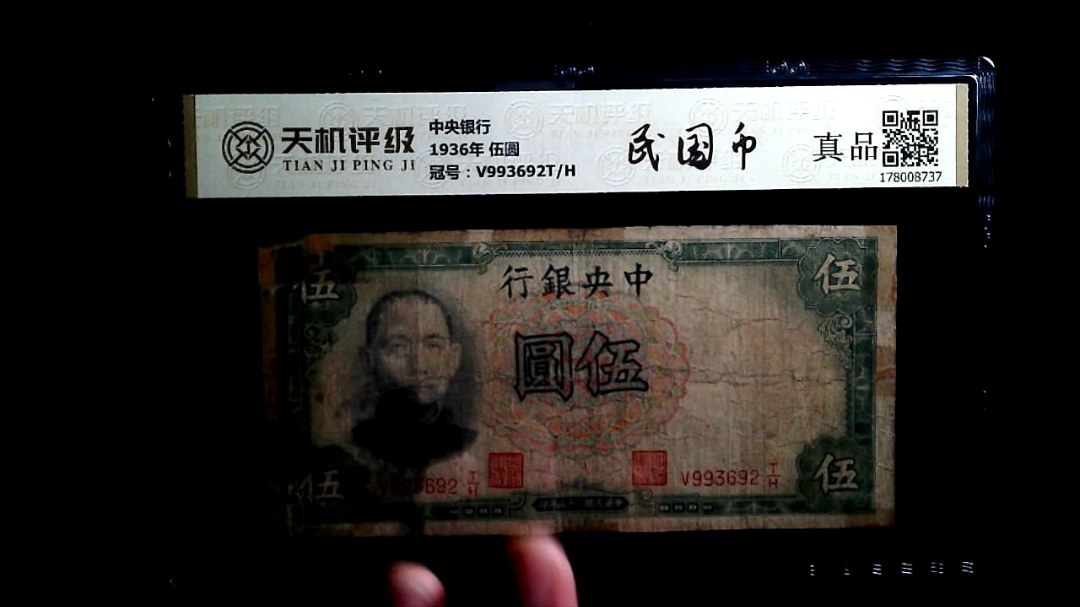 天机评级
TIAN JI PING JI
中央银行
1936年 伍圆
冠号：V993692T/H
民国币
真品
178008737
伍
行銀央中
伍
圓伍
692 T/H
V993692 T/H
伍
伍